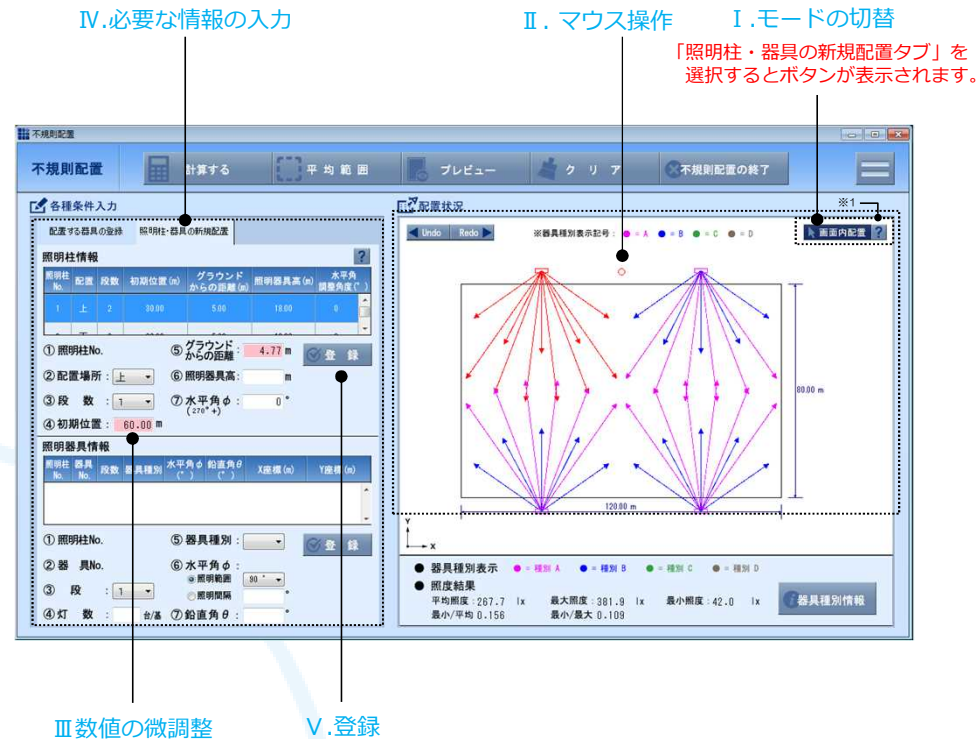 Ⅳ.必要な情報の入力
Ⅱ. マウス操作
Ⅰ.モードの切替
「照明柱・器具の新規配置タブ」を
選択するとボタンが表示されます。
不規則配置
不規則配置
計算する
平均範囲
プレビュー
クリア
不規則配置の終了
各種条件入力
配置する器具の登録
照明柱・器具の新規配置
照明柱情報
?
照明柱No. 配置 段数 初期位置(m) グラウンドからの距離(m) 照明器具高(m) 水平角調整角度(°)
1 上 2 30.00 5.00 18.00 0
① 照明柱No.
⑤ グラウンドからの距離 : 4.77 m
登 録
② 配置場所 : 上
⑥ 照明器具高: m
③ 段 数 : 1
⑦ 水平角φ : 0 °
(270°+)
④ 初期位置 : 60.00 m
照明器具情報
照明柱No. 器具No. 段数 器具種別 水平角φ(°) 鉛直角θ(°) X座標(m) Y座標(m)
① 照明柱No.
⑤ 器具種別 :
登 録
② 器 具No.
⑥ 水平角φ :
照明範囲 90 °
③ 段 : 1
照明間隔 °
④ 灯 数 : 台/基
⑦ 鉛直角θ : °
配置状況
※1
Undo Redo
※器具種別表示記号 : = A = B = C = D
画面内配置 ?
80.00 m
120.00 m
Y
X
● 器具種別表示 = 種別 A = 種別 B = 種別 C = 種別 D
● 照度結果
平均照度 : 267.7 lx 最大照度 : 381.9 lx 最小照度 : 42.0 lx
最小/平均 0.156 最小/最大 0.109
器具種別情報
Ⅲ数値の微調整
Ⅴ.登録